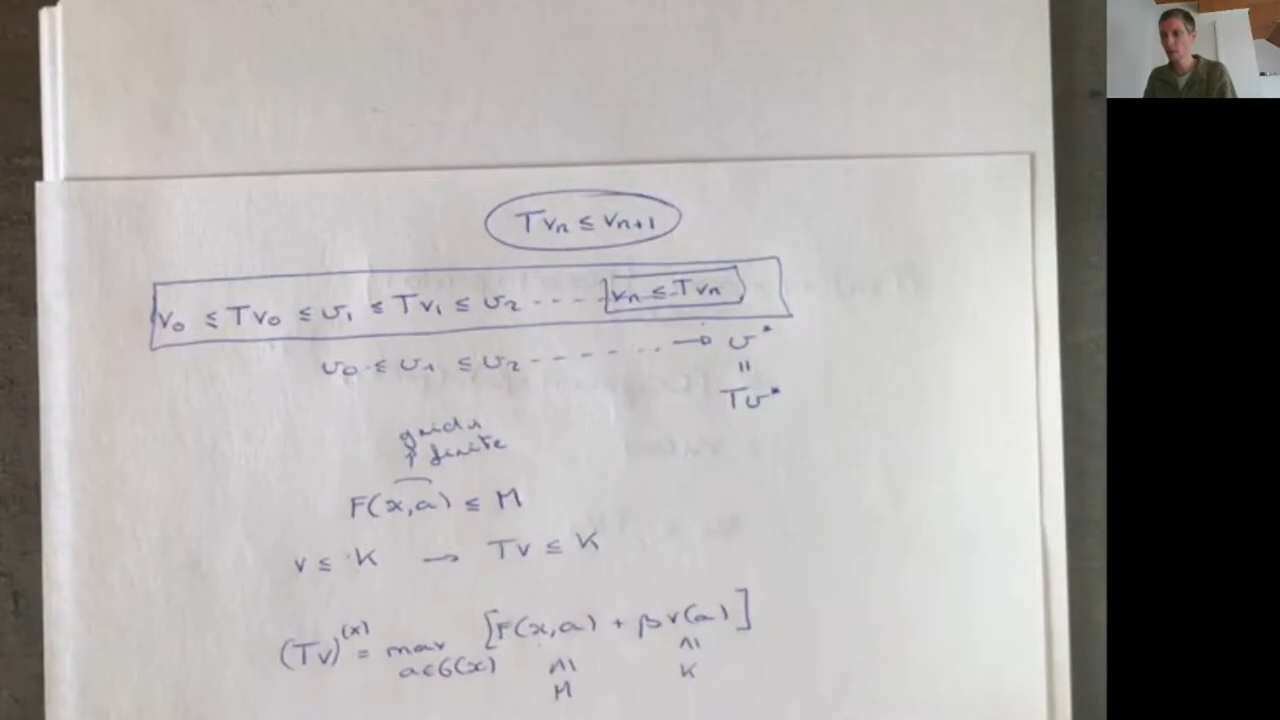 Tvₙ ≤ vₙ₊₁
v₀ ≤ Tv₀ ≤ v₁ ≤ Tv₁ ≤ v₂ ---- vₙ ≤ Tvₙ
v₀ ≤ v₁ ≤ v₂ ------- → v*
=
Tv*
grids
↑ finite
F(x,a) ≤ M
v ≤ K → Tv ≤ K
(Tv)(x) = max [F(x,a) + βv(a)]
a∈G(x) ≤ ≤
M K